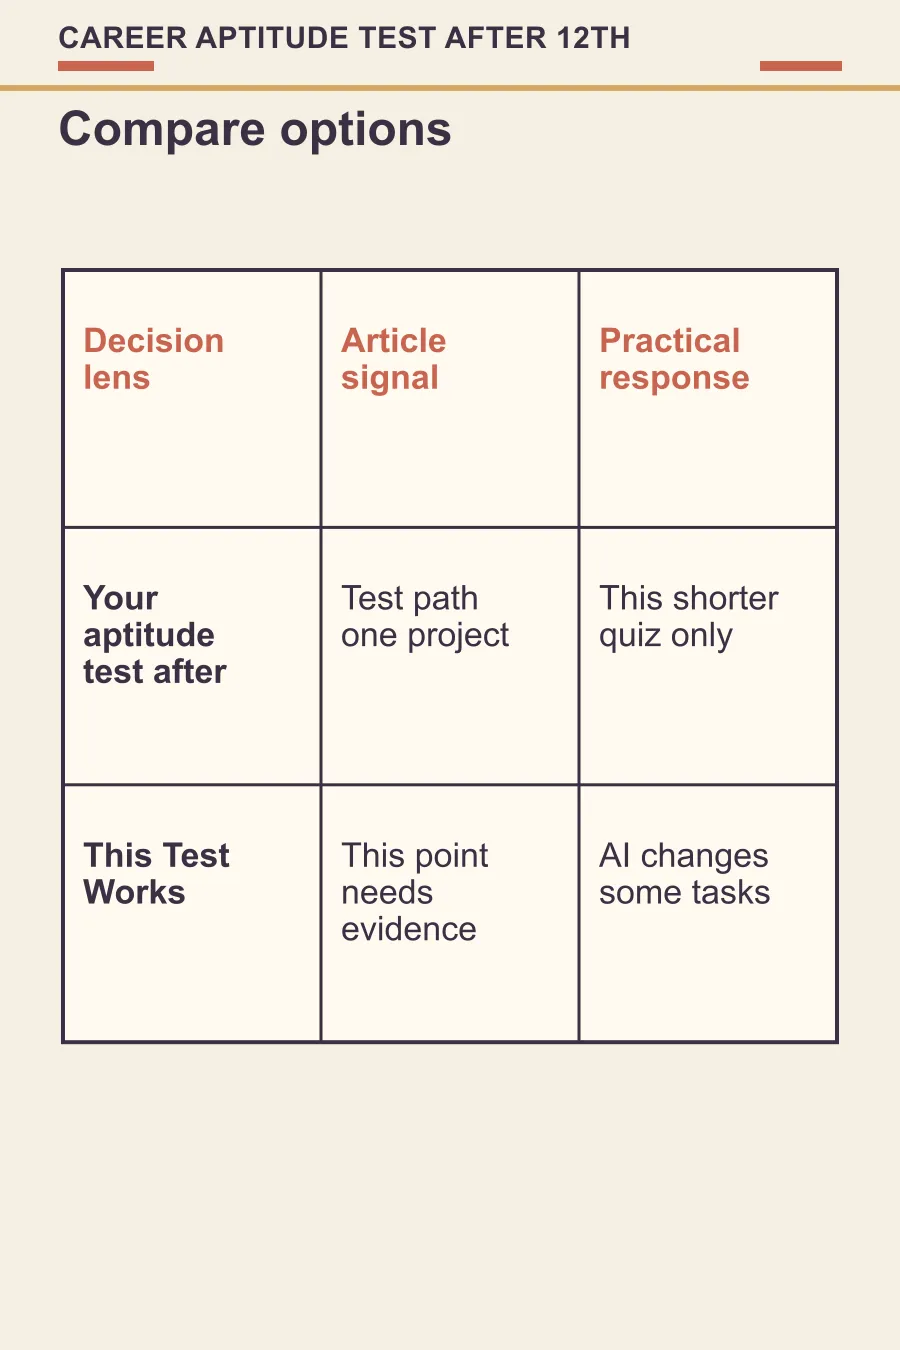 CAREER APTITUDE TEST AFTER 12TH
Compare options
Decision
lens
Article
signal
Practical
response
Your
aptitude
test after
Test path
one project
This shorter
quiz only
This Test
Works
This point
needs
evidence
AI changes
some tasks